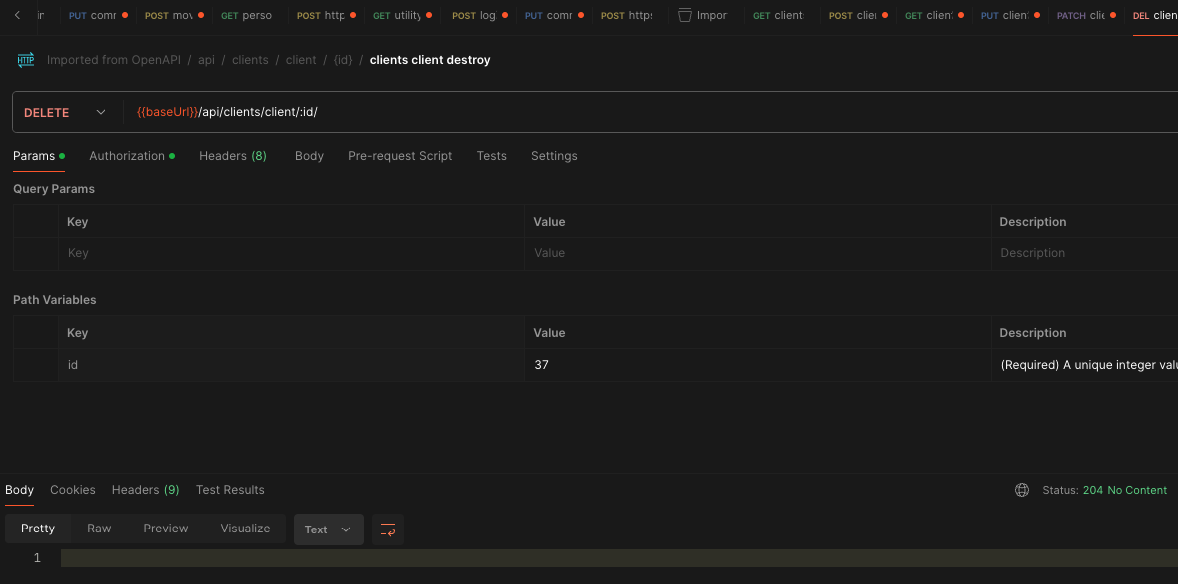 PUT comr POST mov GET perso POST http GET utility POST log PUT comr POST https Impor GET client: POST clien GET client PUT client PATCH clie DEL clien
HTTP Imported from OpenAPI / api / clients / client / {id} / clients client destroy
DELETE {{baseUrl}}/api/clients/client/:id/
Params Authorization Headers (8) Body Pre-request Script Tests Settings
Query Params
Key Value Description
Key Value Description
Path Variables
Key Value Description
id 37 (Required) A unique integer valu
Body Cookies Headers (9) Test Results Status: 204 No Content
Pretty Raw Preview Visualize Text
1